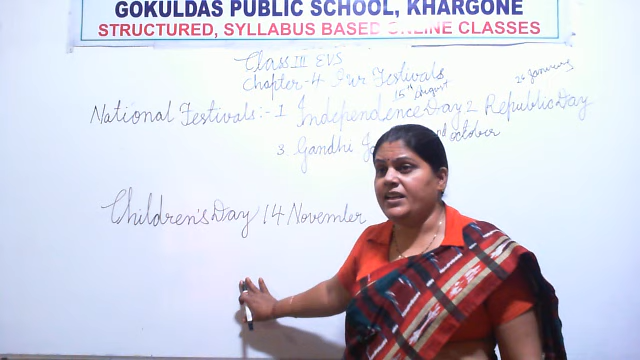 GOKULDAS PUBLIC SCHOOL, KHARGONE
STRUCTURED, SYLLABUS BASED ONLINE CLASSES
Class III EVS
Chapter-4 Our Festivals
15th August 26 January
National Festivals:- 1 Independence Day 2 Republic Day
3. Gandhi october
Children's Day 14 November